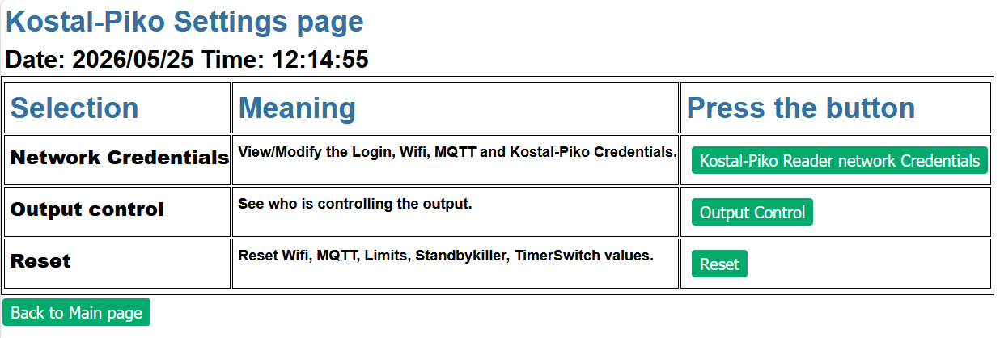 Kostal-Piko Settings page
Date: 2026/05/25 Time: 12:14:55
Selection Meaning Press the button
Network Credentials View/Modify the Login, Wifi, MQTT and Kostal-Piko Credentials. Kostal-Piko Reader network Credentials
Output control See who is controlling the output. Output Control
Reset Reset Wifi, MQTT, Limits, Standbykiller, TimerSwitch values. Reset
Back to Main page